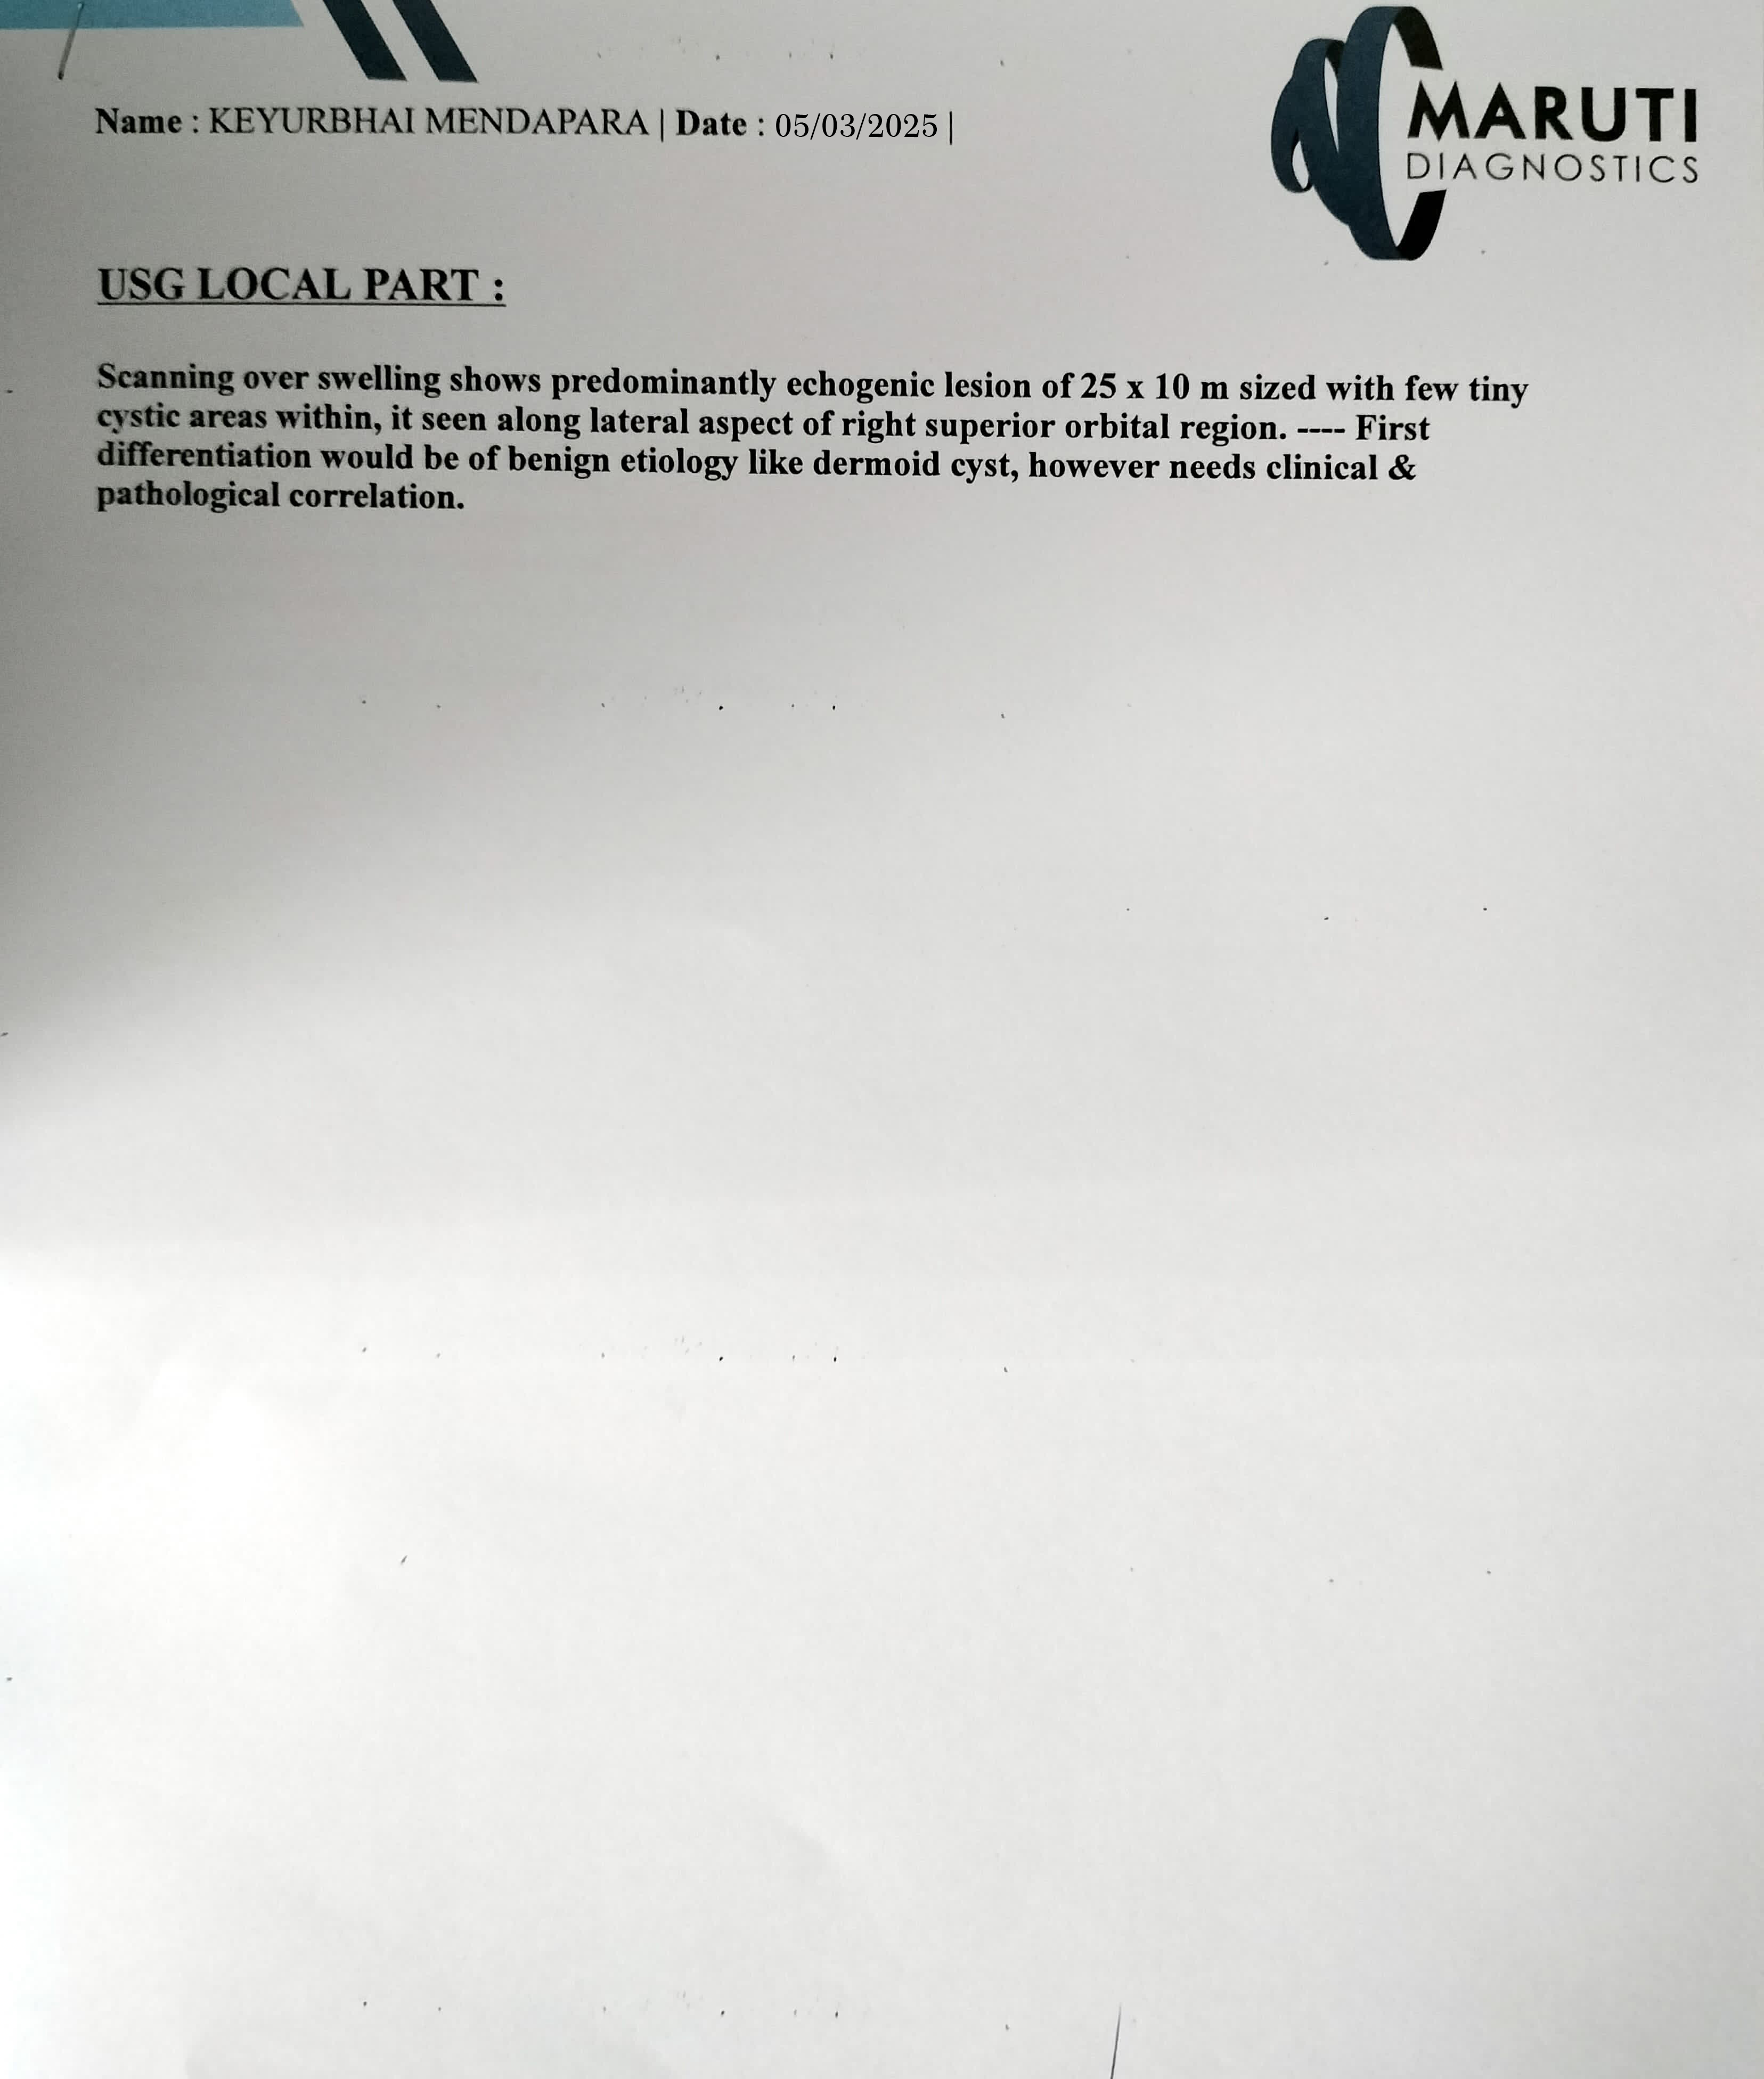 Name : KEYURBHAI MENDAPARA | Date : 05/03/2025 |
MARUTI
DIAGNOSTICS
USG LOCAL PART :
Scanning over swelling shows predominantly echogenic lesion of 25 x 10 m sized with few tiny
cystic areas within, it seen along lateral aspect of right superior orbital region. ---- First
differentiation would be of benign etiology like dermoid cyst, however needs clinical &
pathological correlation.